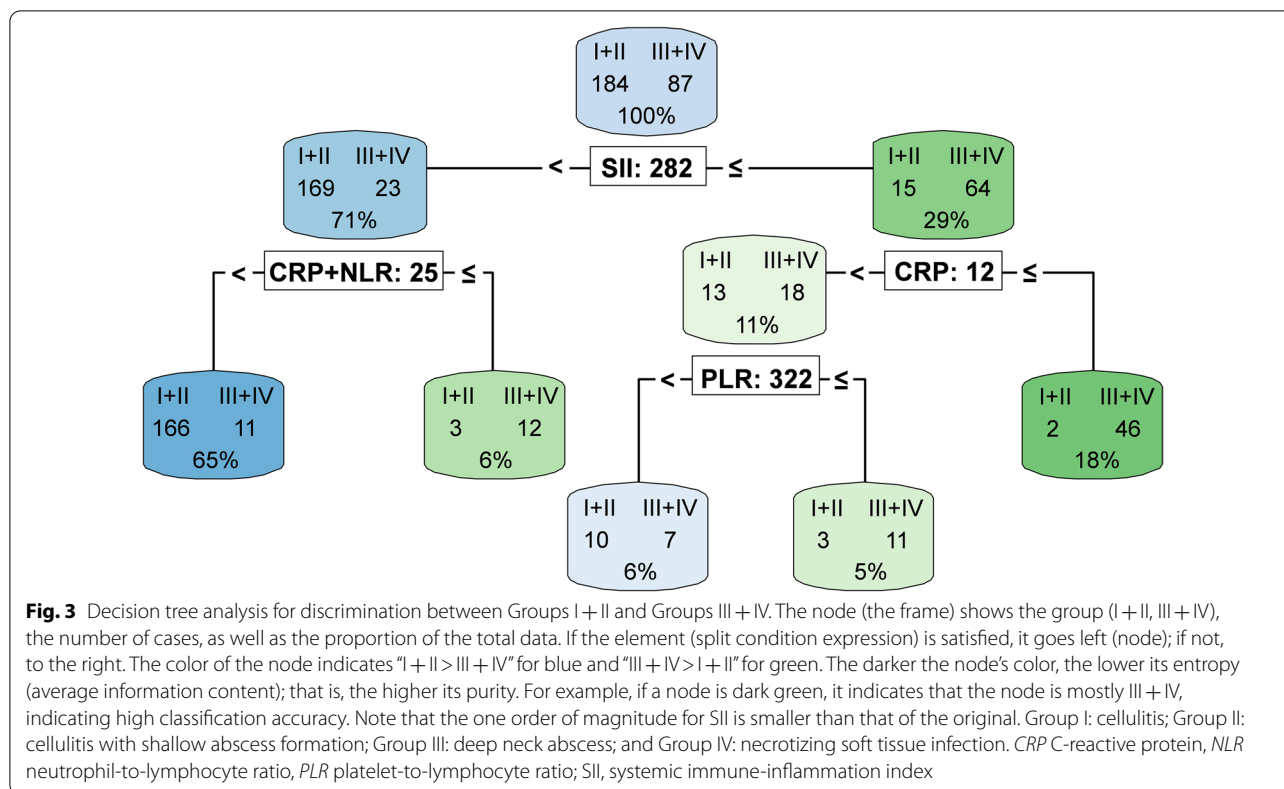 I+II III+IV
184 87
100%
I+II III+IV
169 23
71%
< SII: 282 ≤
I+II III+IV
15 64
29%
< CRP+NLR: 25 ≤
I+II III+IV
13 18
11%
< CRP: 12 ≤
I+II III+IV
166 11
65%
I+II III+IV
3 12
6%
< PLR: 322 ≤
I+II III+IV
2 46
18%
I+II III+IV
10 7
6%
I+II III+IV
3 11
5%
Fig. 3 Decision tree analysis for discrimination between Groups I + II and Groups III + IV. The node (the frame) shows the group (I + II, III + IV),
the number of cases, as well as the proportion of the total data. If the element (split condition expression) is satisfied, it goes left (node); if not,
to the right. The color of the node indicates “I + II > III + IV” for blue and “III + IV > I + II” for green. The darker the node’s color, the lower its entropy
(average information content); that is, the higher its purity. For example, if a node is dark green, it indicates that the node is mostly III + IV,
indicating high classification accuracy. Note that the one order of magnitude for SII is smaller than that of the original. Group I: cellulitis; Group II:
cellulitis with shallow abscess formation; Group III: deep neck abscess; and Group IV: necrotizing soft tissue infection. CRP C-reactive protein, NLR
neutrophil-to-lymphocyte ratio, PLR platelet-to-lymphocyte ratio; SII, systemic immune-inflammation index